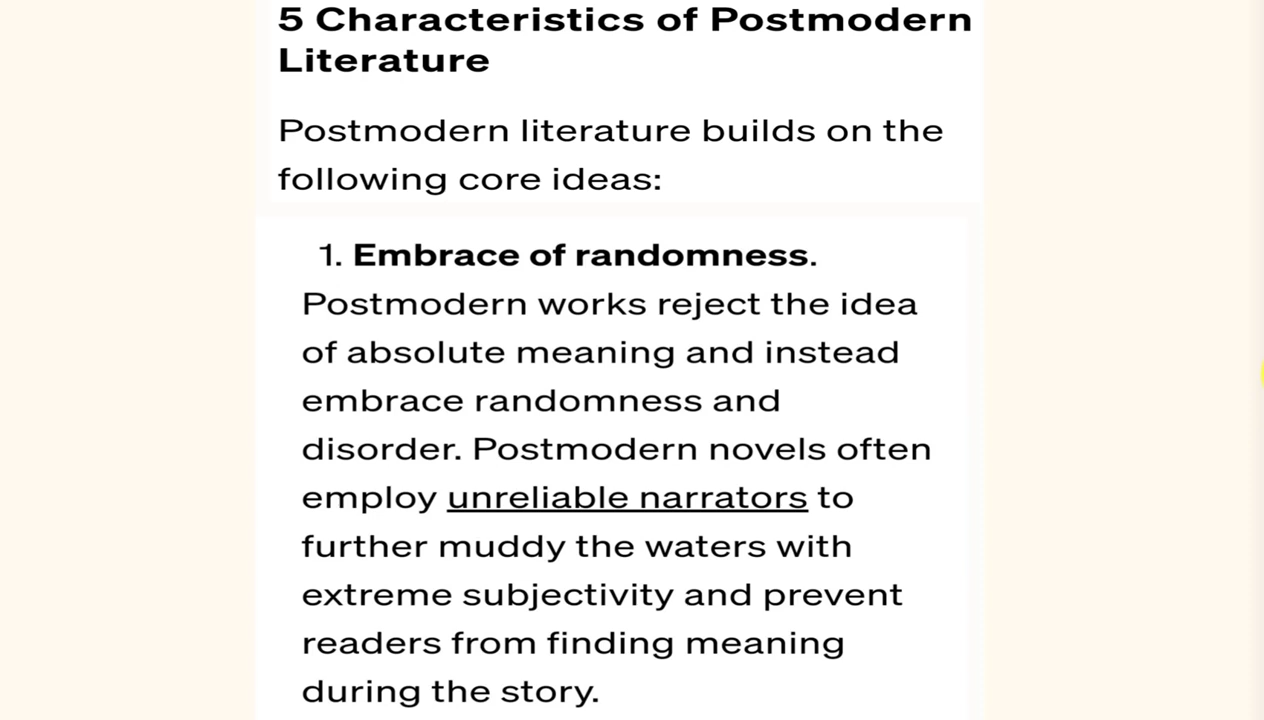 5 Characteristics of Postmodern
Literature
Postmodern literature builds on the
following core ideas:
1. Embrace of randomness.
Postmodern works reject the idea
of absolute meaning and instead
embrace randomness and
disorder. Postmodern novels often
employ unreliable narrators to
further muddy the waters with
extreme subjectivity and prevent
readers from finding meaning
during the story.